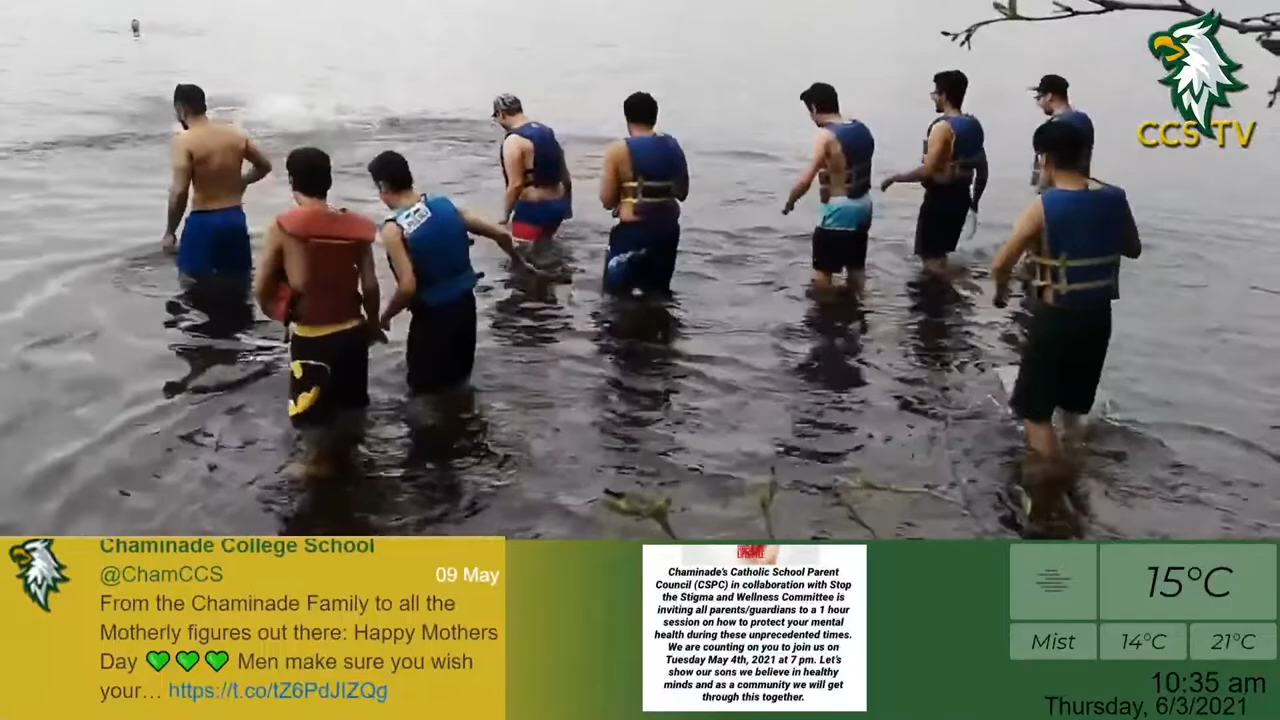 CCS TV
Chaminade College School
@ChamCCS
09 May
From the Chaminade Family to all the
Motherly figures out there: Happy Mothers
Day 💚💚💚 Men make sure you wish
your… https://t.co/tZ6PdJIZQg
Chaminade's Catholic School Parent
Council (CSPC) in collaboration with Stop
the Stigma and Wellness Committee is
inviting all parents/guardians to a 1 hour
session on how to protect your mental
health during these unprecedented times.
We are counting on you to join us on
Tuesday May 4th, 2021 at 7 pm. Let's
show our sons we believe in healthy
minds and as a community we will get
through this together.
15°C
Mist
14°C
21°C
10:35 am
Thursday, 6/3/2021